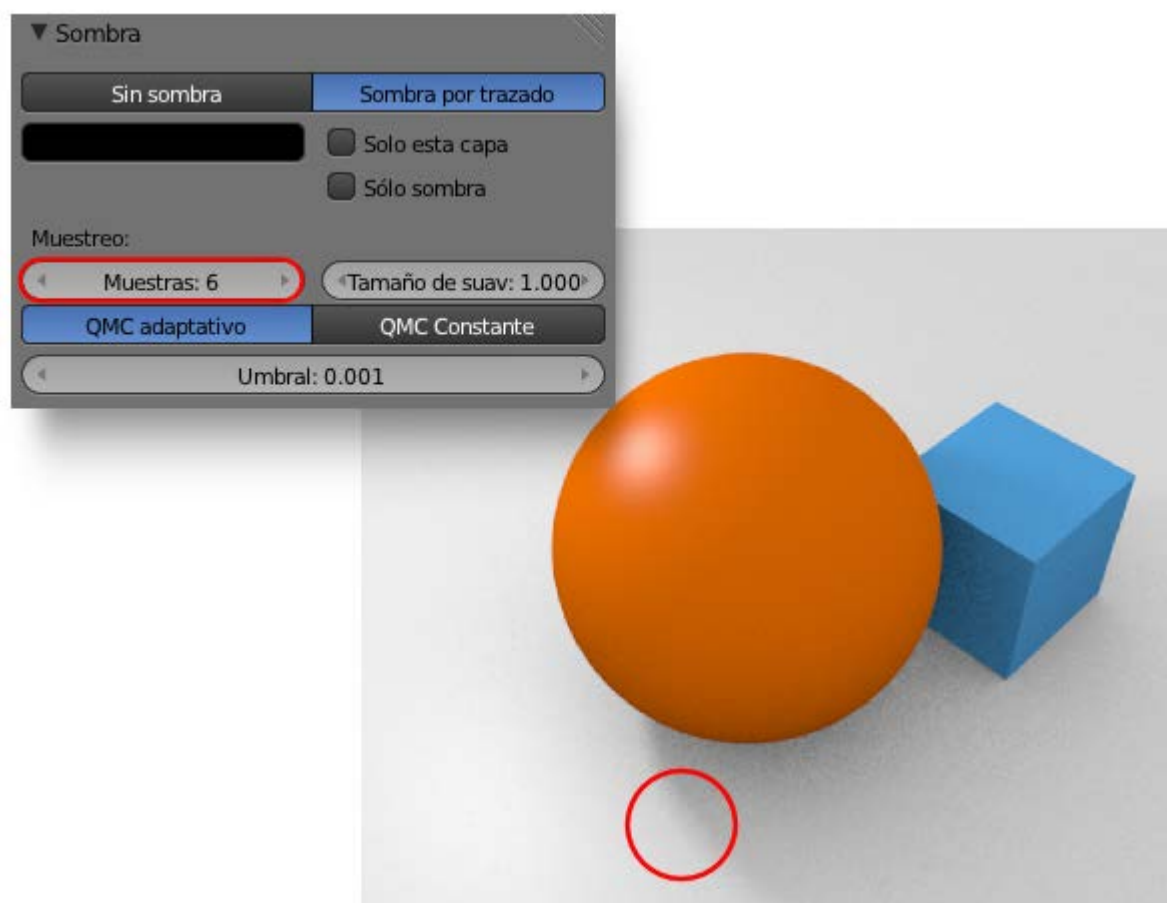 Sombra
Sin sombra
Sombra por trazado
Solo esta capa
Sólo sombra
Muestreo:
Muestras: 6
Tamaño de suav: 1.000
QMC adaptativo
QMC Constante
Umbral: 0.001